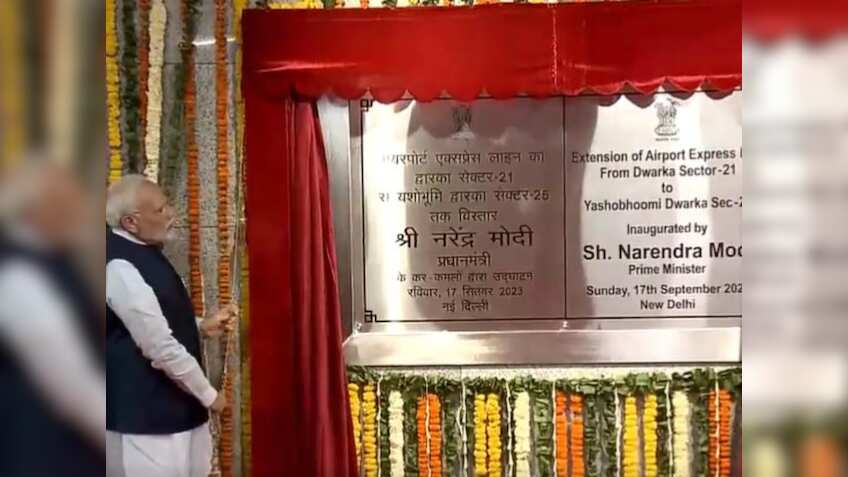 एक्सप्रेस लाइन का
द्वारका सेक्टर-21
यशोभूमि द्वारका सेक्टर-25
तक विस्तार
श्री नरेंद्र मोदी
प्रधानमंत्री
के कर-कमलों द्वारा उद्घाटन
रविवार, 17 सितंबर 2023
नई दिल्ली
Extension of Airport Express
From Dwarka Sector-21
to
Yashobhoomi Dwarka Sec-2
Inaugurated by
Sh. Narendra Mod
Prime Minister
Sunday, 17th September 202
New Delhi